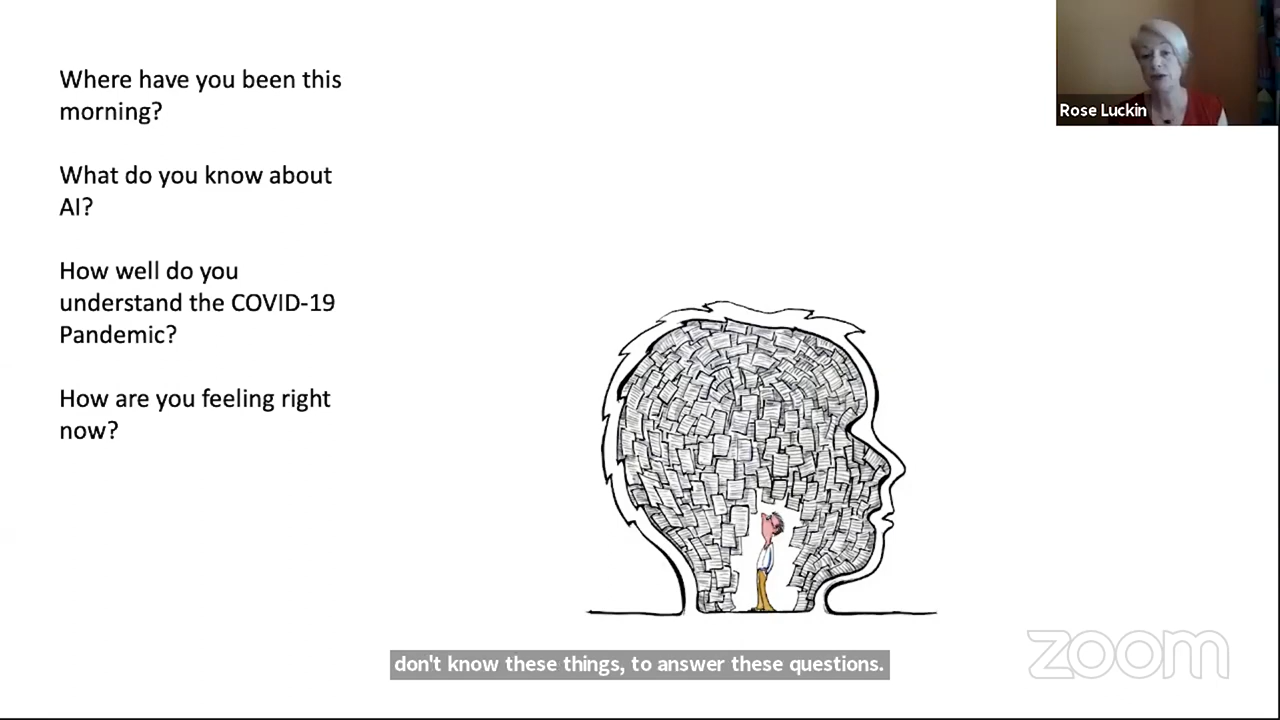 Where have you been this
morning?
What do you know about
AI?
How well do you
understand the COVID-19
Pandemic?
How are you feeling right
now?
Rose Luckin
don't know these things, to answer these questions.
zoom